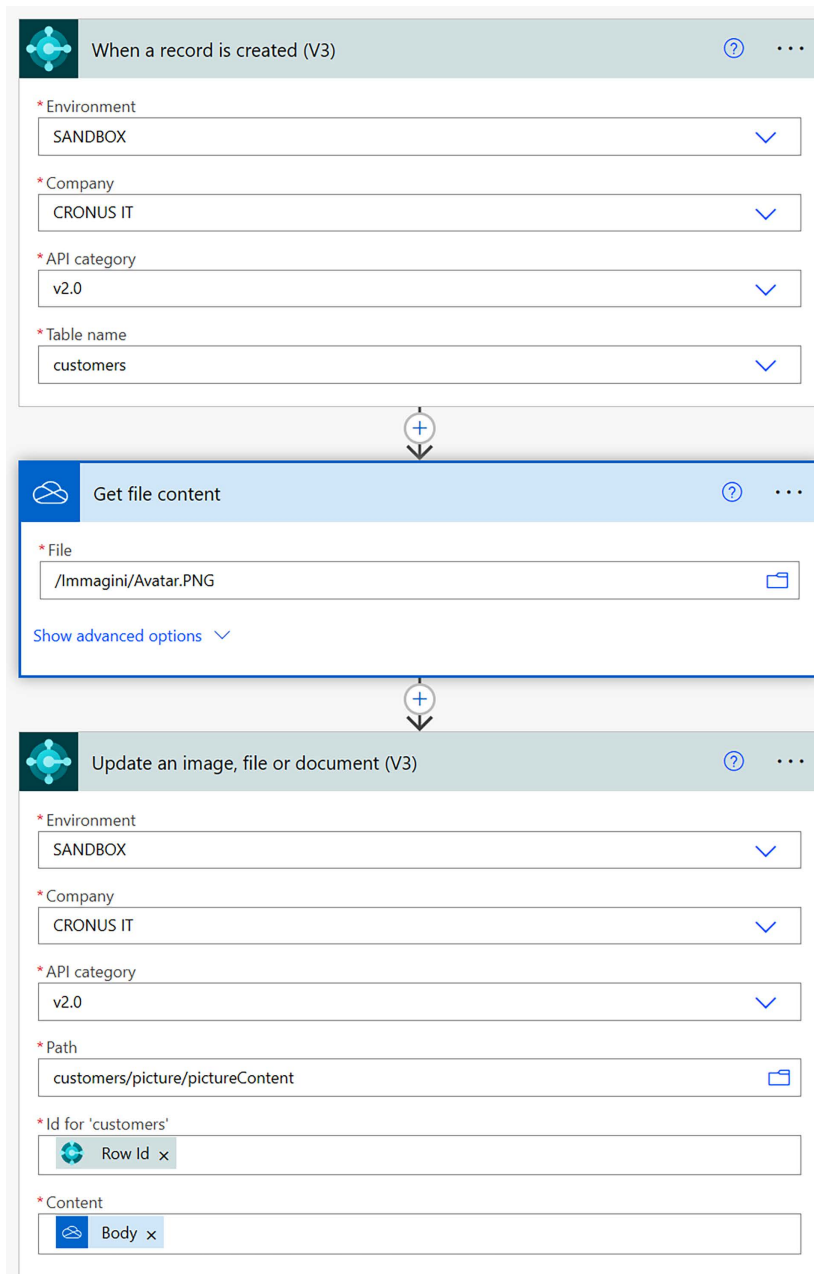 When a record is created (V3)
* Environment
SANDBOX
* Company
CRONUS IT
* API category
v2.0
* Table name
customers
Get file content
* File
/Immagini/Avatar.PNG
Show advanced options
Update an image, file or document (V3)
* Environment
SANDBOX
* Company
CRONUS IT
* API category
v2.0
* Path
customers/picture/pictureContent
* Id for 'customers'
Row Id ×
* Content
Body ×